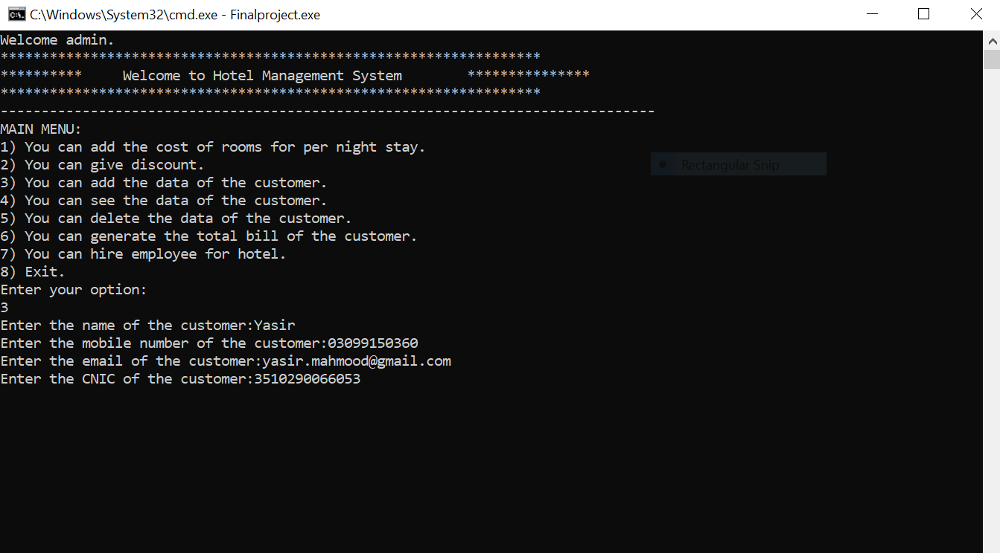 C:\Windows\System32\cmd.exe - Finalproject.exe
Welcome admin.
******************************************************************
**********     Welcome to Hotel Management System        ***************
******************************************************************
--------------------------------------------------------------------------------
MAIN MENU:
1) You can add the cost of rooms for per night stay.
2) You can give discount.
Rectangular Snip
3) You can add the data of the customer.
4) You can see the data of the customer.
5) You can delete the data of the customer.
6) You can generate the total bill of the customer.
7) You can hire employee for hotel.
8) Exit.
Enter your option:
3
Enter the name of the customer:Yasir
Enter the mobile number of the customer:03099150360
Enter the email of the customer:yasir.mahmood@gmail.com
Enter the CNIC of the customer:3510290066053